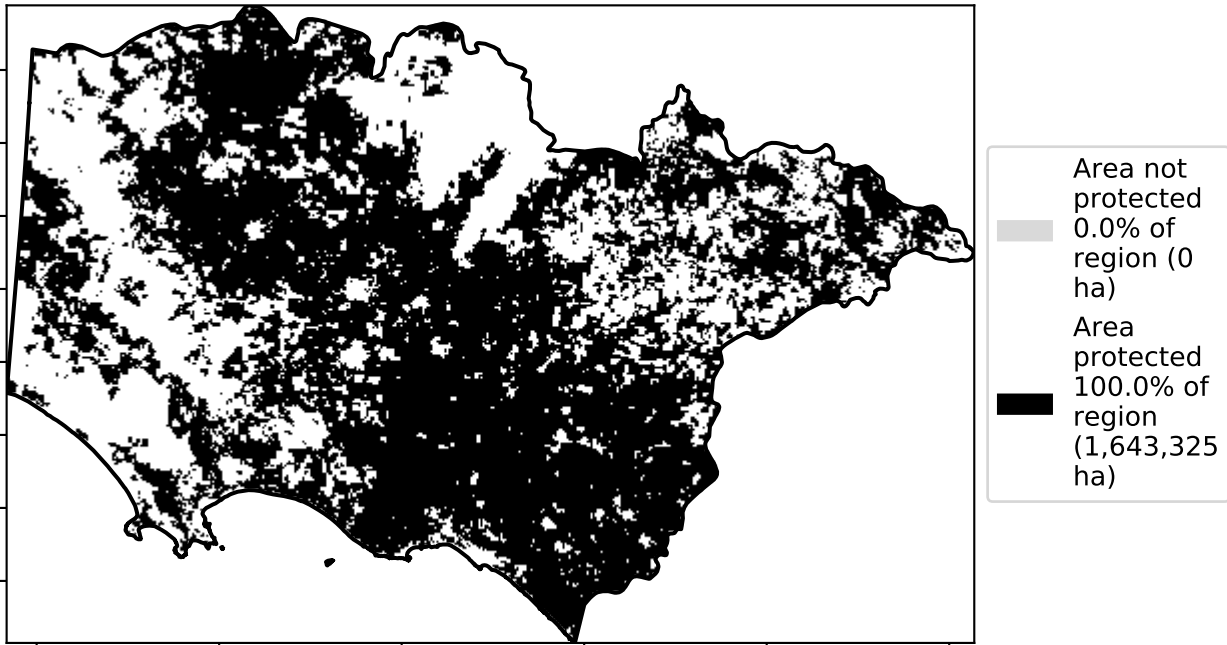 Area not
protected
0.0% of
region (0
ha)
Area
protected
100.0% of
region
(1,643,325
ha)